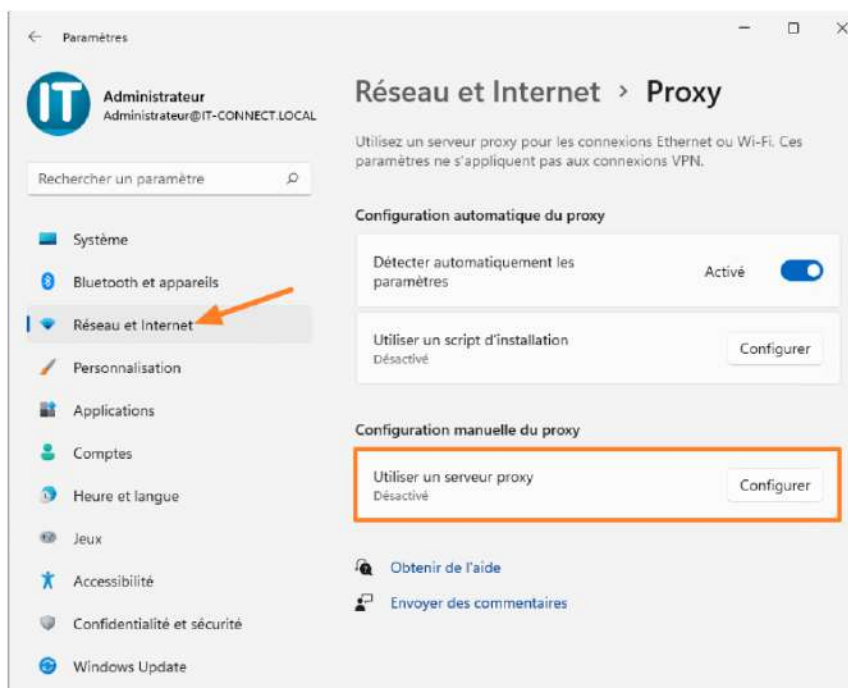 Paramètres
IT
Administrateur
Administrateur@IT-CONNECT.LOCAL
Rechercher un paramètre
Système
Bluetooth et appareils
Réseau et Internet
Personnalisation
Applications
Comptes
Heure et langue
Jeux
Accessibilité
Confidentialité et sécurité
Windows Update
Réseau et Internet > Proxy
Utilisez un serveur proxy pour les connexions Ethernet ou Wi-Fi. Ces
paramètres ne s'appliquent pas aux connexions VPN.
Configuration automatique du proxy
Détecter automatiquement les
paramètres
Activé
Utiliser un script d'installation
Désactivé
Configurer
Configuration manuelle du proxy
Utiliser un serveur proxy
Désactivé
Configurer
Obtenir de l'aide
Envoyer des commentaires